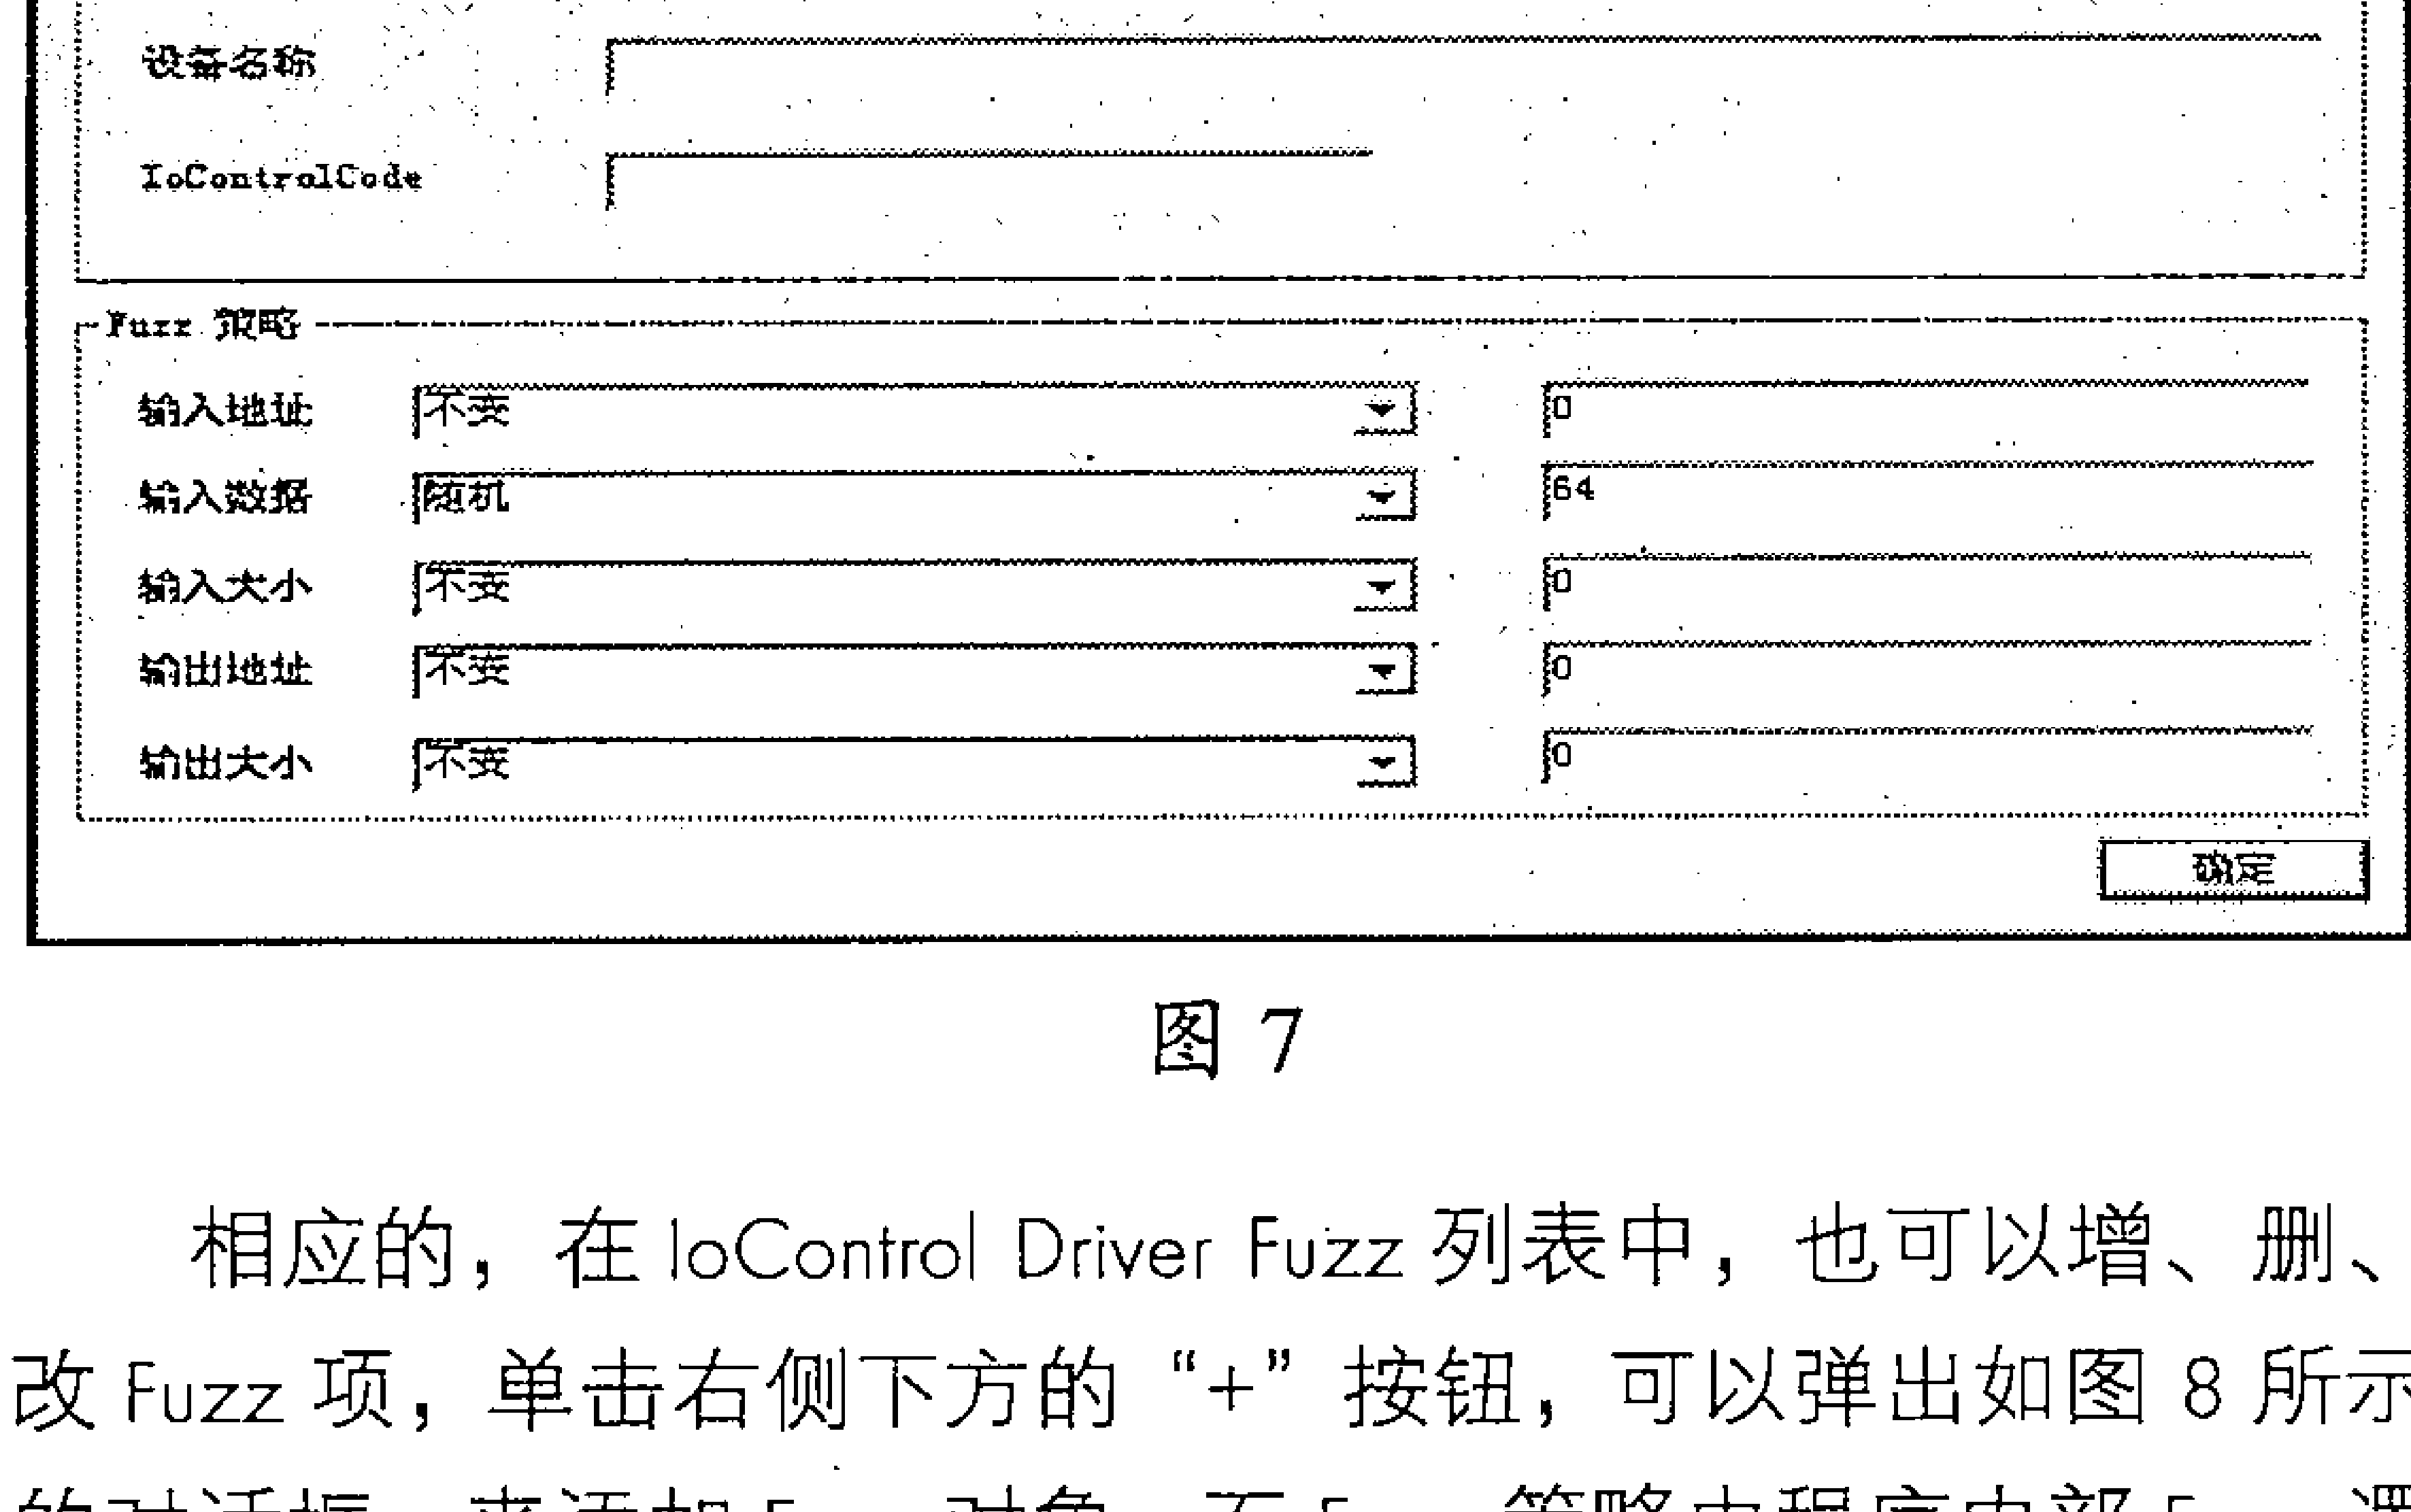 设备名称
IoControlCode
Fuzz 策略
输入地址 不变 0
输入数据 随机 64
输入大小 不变 0
输出地址 不变 0
输出大小 不变 0
确定
图 7
相应的，在 IoControl Driver Fuzz 列表中，也可以增、删、
改 Fuzz 项，单击右侧下方的“+”按钮，可以弹出如图 8 所示